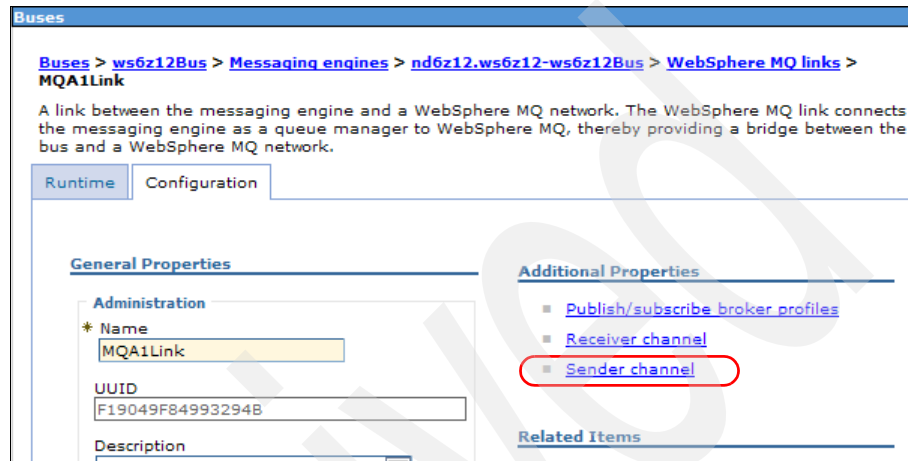 Buses
Buses > ws6z12Bus > Messaging engines > nd6z12.ws6z12-ws6z12Bus > WebSphere MQ links >
MQA1Link
A link between the messaging engine and a WebSphere MQ network. The WebSphere MQ link connects
the messaging engine as a queue manager to WebSphere MQ, thereby providing a bridge between the
bus and a WebSphere MQ network.
Runtime
Configuration
General Properties
Administration
* Name
MQA1Link
UUID
F19049F84993294B
Description
Additional Properties
Publish/subscribe broker profiles
Receiver channel
Sender channel
Related Items